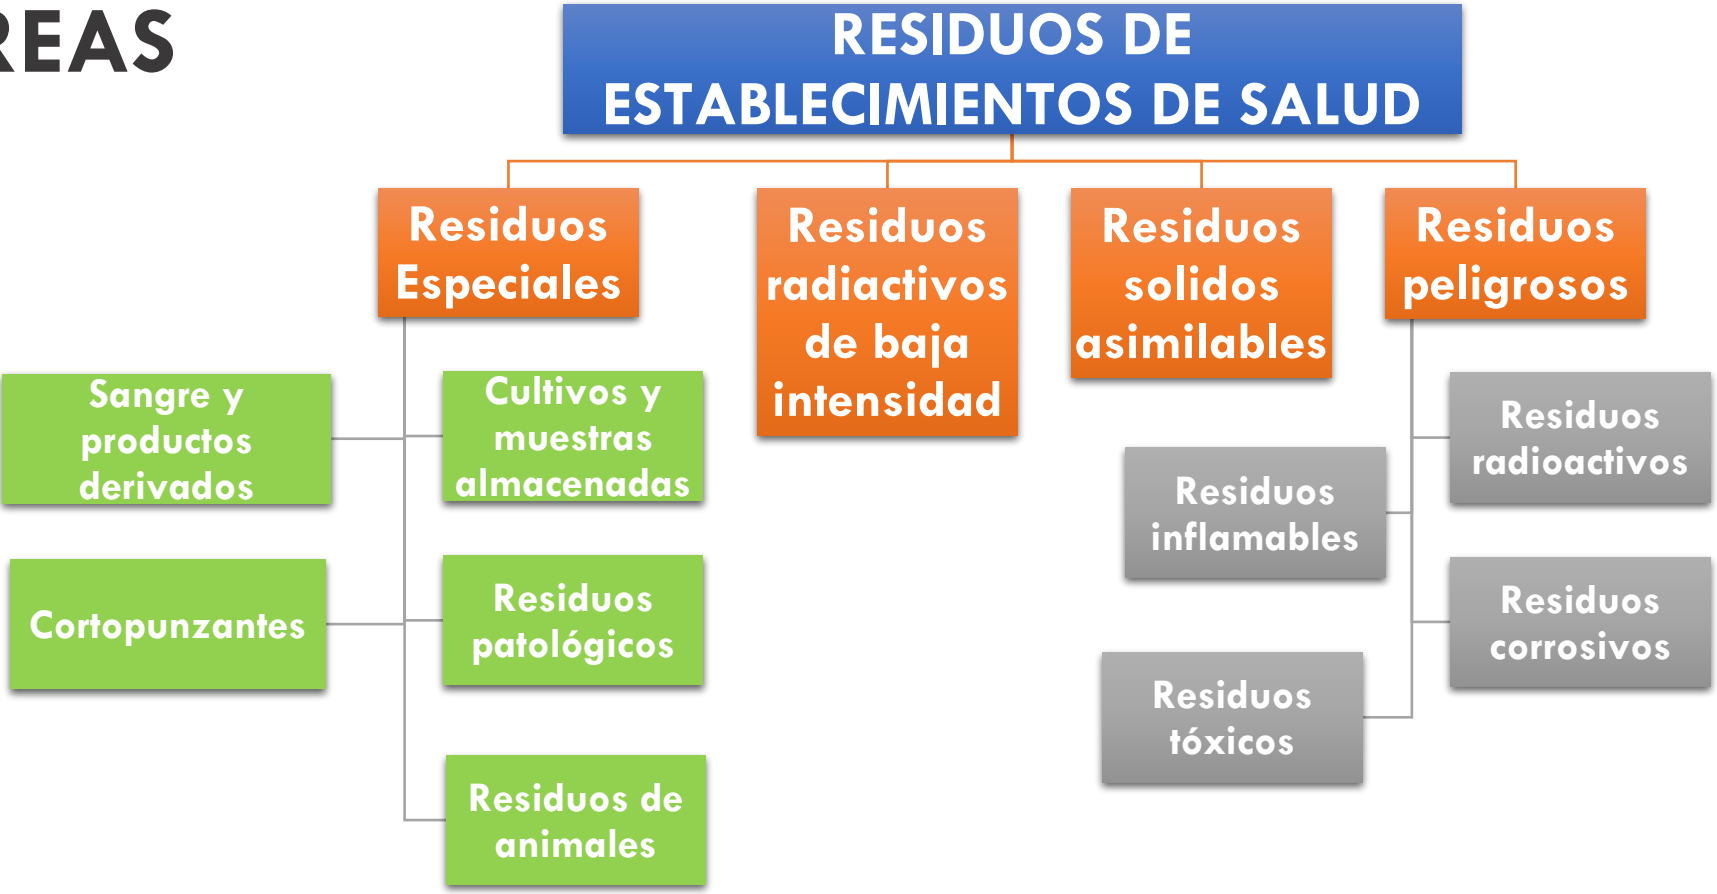 REAS
RESIDUOS DE
ESTABLECIMIENTOS DE SALUD
Residuos
Especiales
Residuos
radiactivos
de baja
intensidad
Residuos
solidos
asimilables
Residuos
peligrosos
Sangre y
productos
derivados
Cultivos y
muestras
almacenadas
Cortopunzantes
Residuos
patológicos
Residuos de
animales
Residuos
radioactivos
Residuos
inflamables
Residuos
corrosivos
Residuos
tóxicos